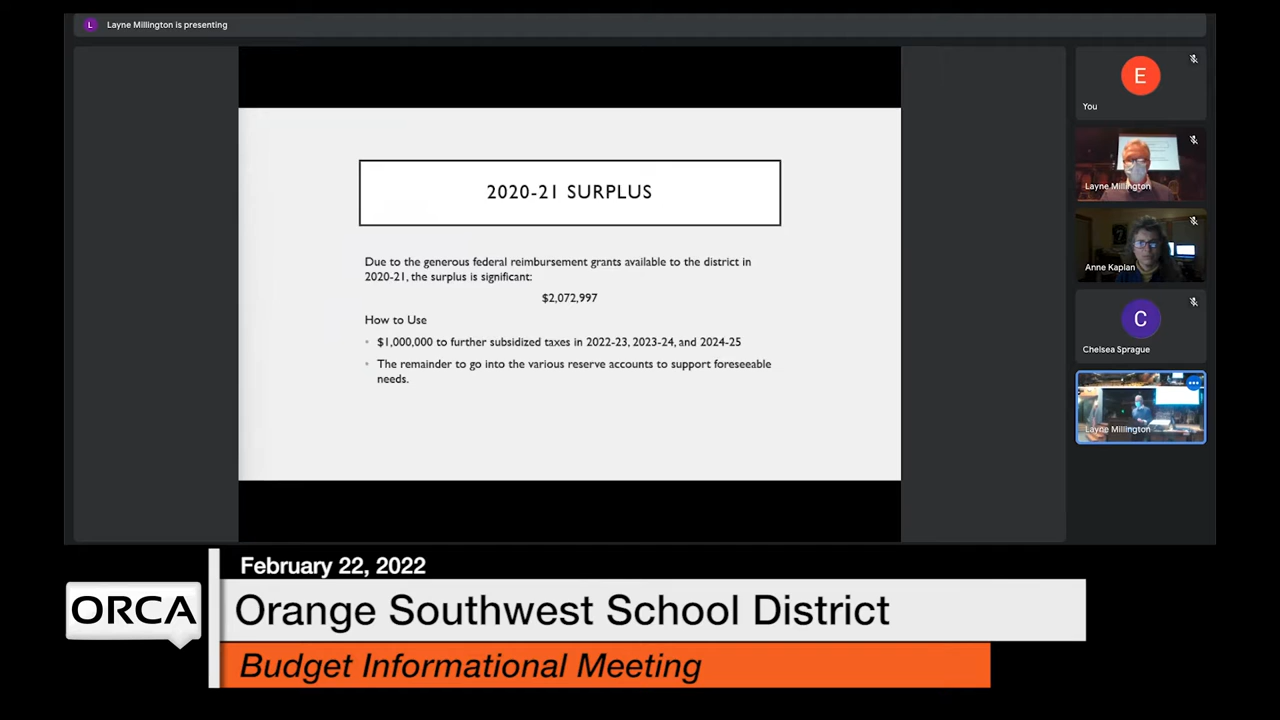 L Layne Millington is presenting
2020-21 SURPLUS
Due to the generous federal reimbursement grants available to the district in
2020-21, the surplus is significant:
$2,072,997
How to Use
• $1,000,000 to further subsidized taxes in 2022-23, 2023-24, and 2024-25
• The remainder to go into the various reserve accounts to support foreseeable
needs.
E
You
Layne Millington
Anne Kaplan
C
Chelsea Sprague
Layne Millington
February 22, 2022
ORCA
Orange Southwest School District
Budget Informational Meeting